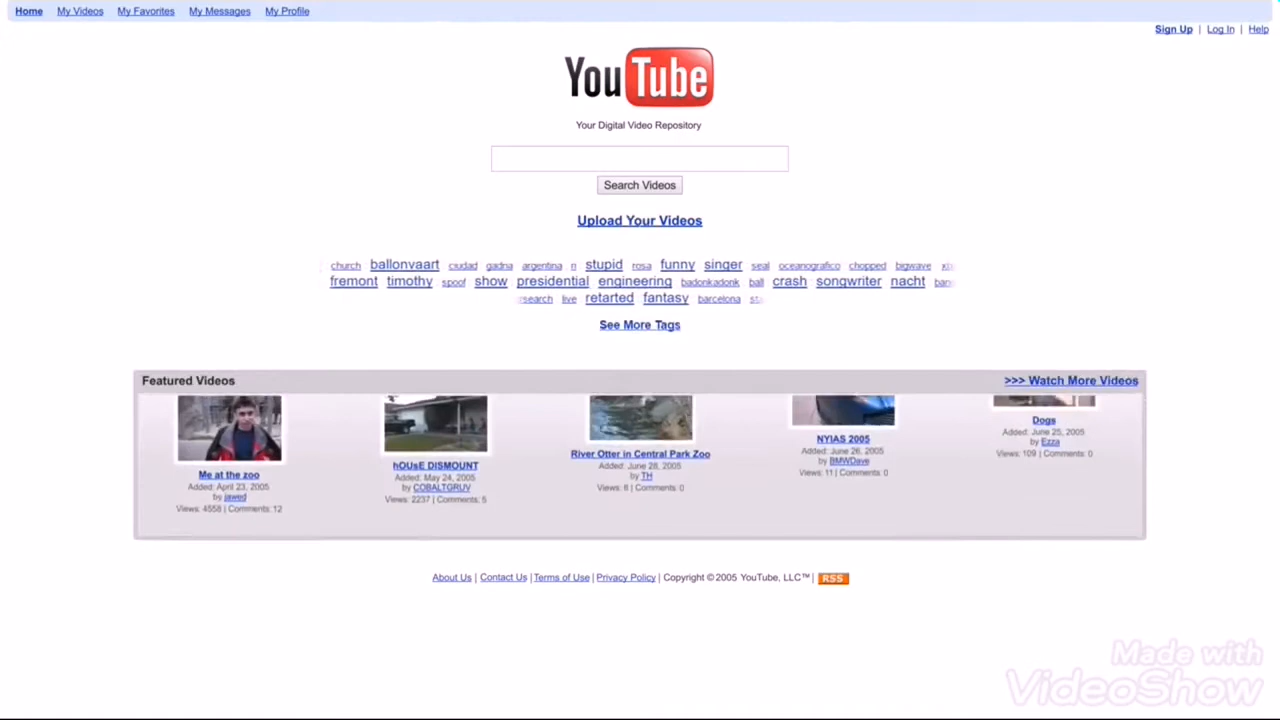 Home My Videos My Favorites My Messages My Profile
Sign Up | Log In | Help
YouTube
Your Digital Video Repository
Search Videos
Upload Your Videos
church ballonvaart ciudad gadna argentina n stupid rosa funny singer seal oceanografico chopped bigwave
fremont timothy spoof show presidential engineering badonkadonk ball crash songwriter nacht
search live retarted fantasy barcelona
See More Tags
Featured Videos >>> Watch More Videos
Me at the zoo
Added: April 23, 2005
by jawed
Views: 4558 | Comments: 12
hOUsE DISMOUNT
Added: May 24, 2005
by COBALTGRUV
Views: 2237 | Comments: 5
River Otter in Central Park Zoo
Added: June 28, 2005
by TH
Views: 8 | Comments: 0
NYIAS 2005
Added: June 26, 2005
by BMWDave
Views: 11 | Comments: 0
Dogs
Added: June 25, 2005
by Ezza
Views: 109 | Comments: 0
About Us | Contact Us | Terms of Use | Privacy Policy | Copyright ©2005 YouTube, LLC™ | RSS
Made with
VideoShow